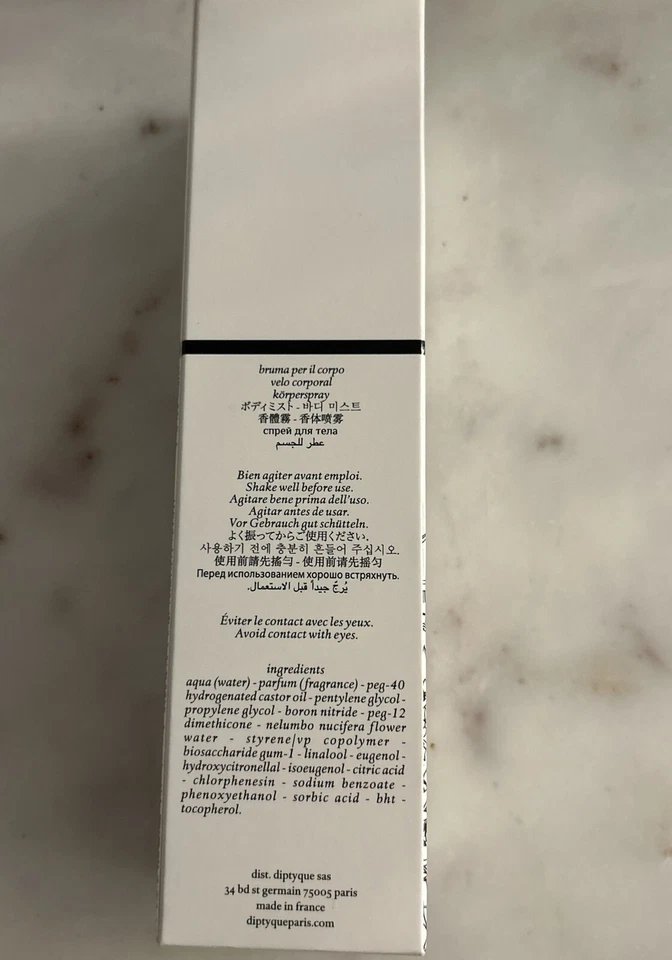 bruma per il corpo
velo corporal
körperspray
ボディミスト - 바디 미스트
香體霧 - 香体喷雾
спрей для тела
عطر للجسم
Bien agiter avant emploi.
Shake well before use.
Agitare bene prima dell'uso.
Agitar antes de usar.
Vor Gebrauch gut schütteln.
よく振ってからご使用ください.
사용하기 전에 충분히 흔들어 주십시오.
使用前請先搖勻 - 使用前请先摇匀
Перед использованием хорошо встряхнуть.
يُرجّ جيداً قبل الاستعمال.
Éviter le contact avec les yeux.
Avoid contact with eyes.
ingredients
aqua (water) - parfum (fragrance) - peg-40
hydrogenated castor oil - pentylene glycol -
propylene glycol - boron nitride - peg-12
dimethicone - nelumbo nucifera flower
water - styrene/vp copolymer -
biosaccharide gum-1 - linalool - eugenol -
hydroxycitronellal - isoeugenol - citric acid
- chlorphenesin - sodium benzoate -
phenoxyethanol - sorbic acid - bht -
tocopherol.
dist. diptyque sas
34 bd st germain 75005 paris
made in france
diptyqueparis.com